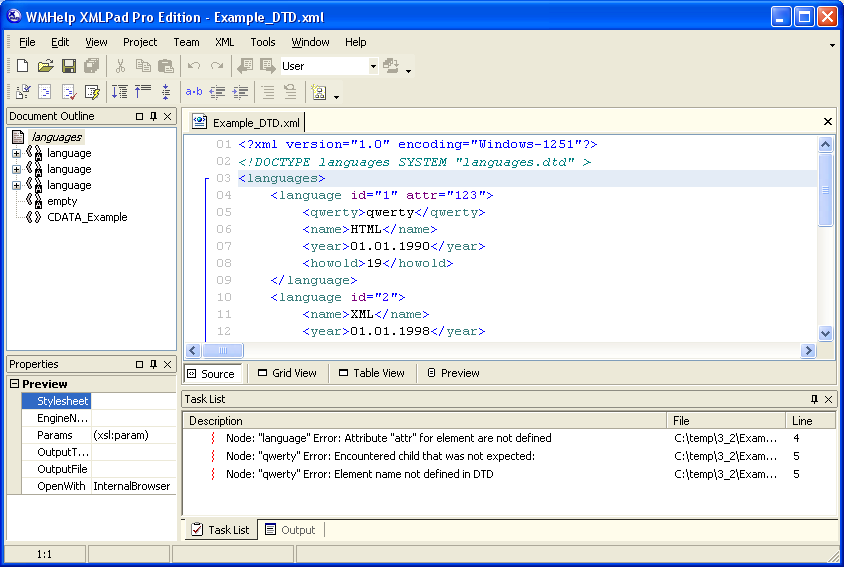 WMHelp XMLPad Pro Edition - Example_DTD.xml
File Edit View Project Team XML Tools Window Help
User
a·b
Document Outline
languages
language
language
language
empty
CDATA_Example
Example_DTD.xml
01 <?xml version="1.0" encoding="Windows-1251"?>
02 <!DOCTYPE languages SYSTEM "languages.dtd" >
03 <languages>
04 <language id="1" attr="123">
05 <qwerty>qwerty</qwerty>
06 <name>HTML</name>
07 <year>01.01.1990</year>
08 <howold>19</howold>
09 </language>
10 <language id="2">
11 <name>XML</name>
12 <year>01.01.1998</year>
Source Grid View Table View Preview
Properties
Preview
Stylesheet
EngineN...
Params (xsl:param)
OutputT...
OutputFile
OpenWith InternalBrowser
Task List
Description File Line
Node: "language" Error: Attribute "attr" for element are not defined C:\temp\3_2\Exam... 4
Node: "qwerty" Error: Encountered child that was not expected: C:\temp\3_2\Exam... 5
Node: "qwerty" Error: Element name not defined in DTD C:\temp\3_2\Exam... 5
Task List Output
1:1